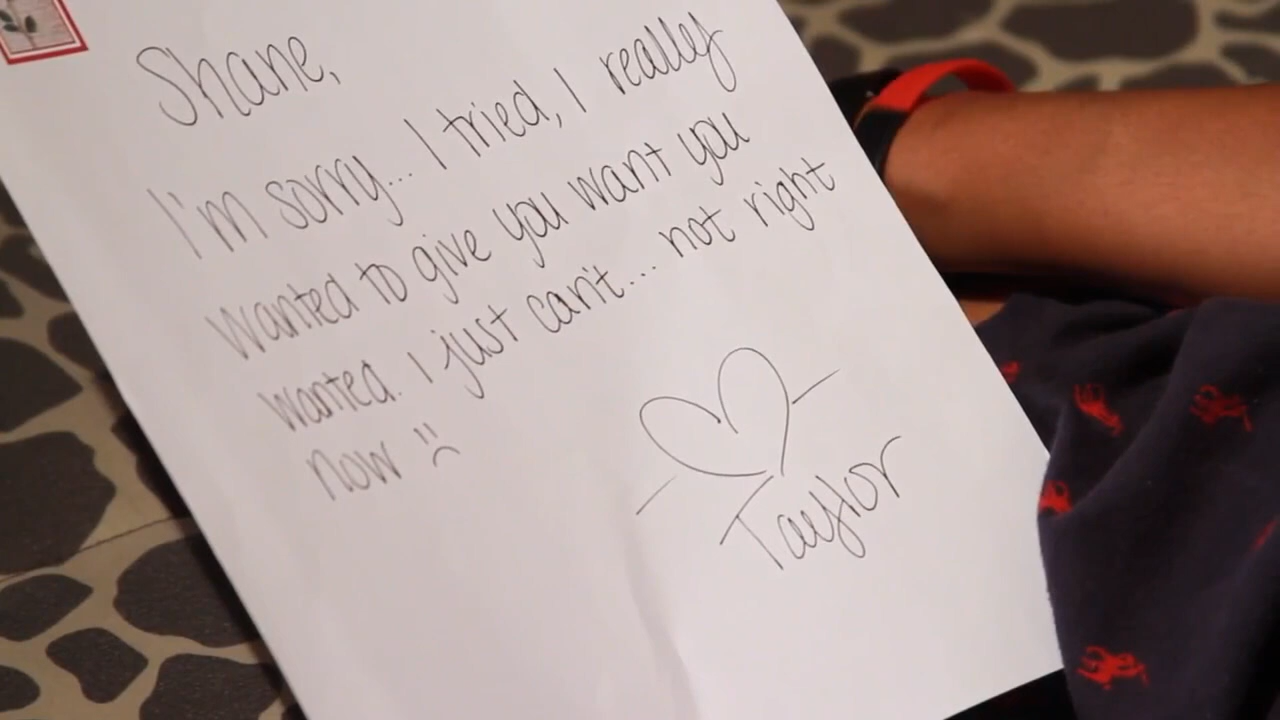 Shane,
I'm sorry... I tried, I really
wanted to give you want you
wanted. I just can't... not right
now :(
Taylor